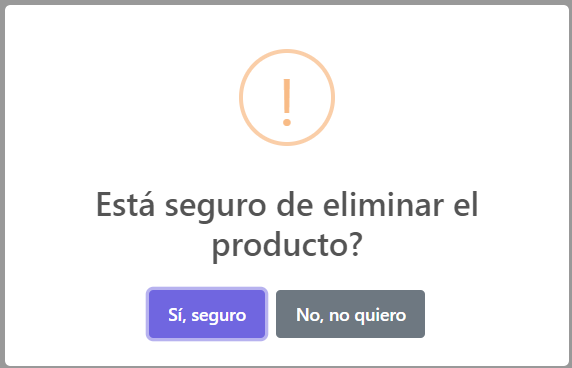 !
Está seguro de eliminar el
producto?
Sí, seguro
No, no quiero